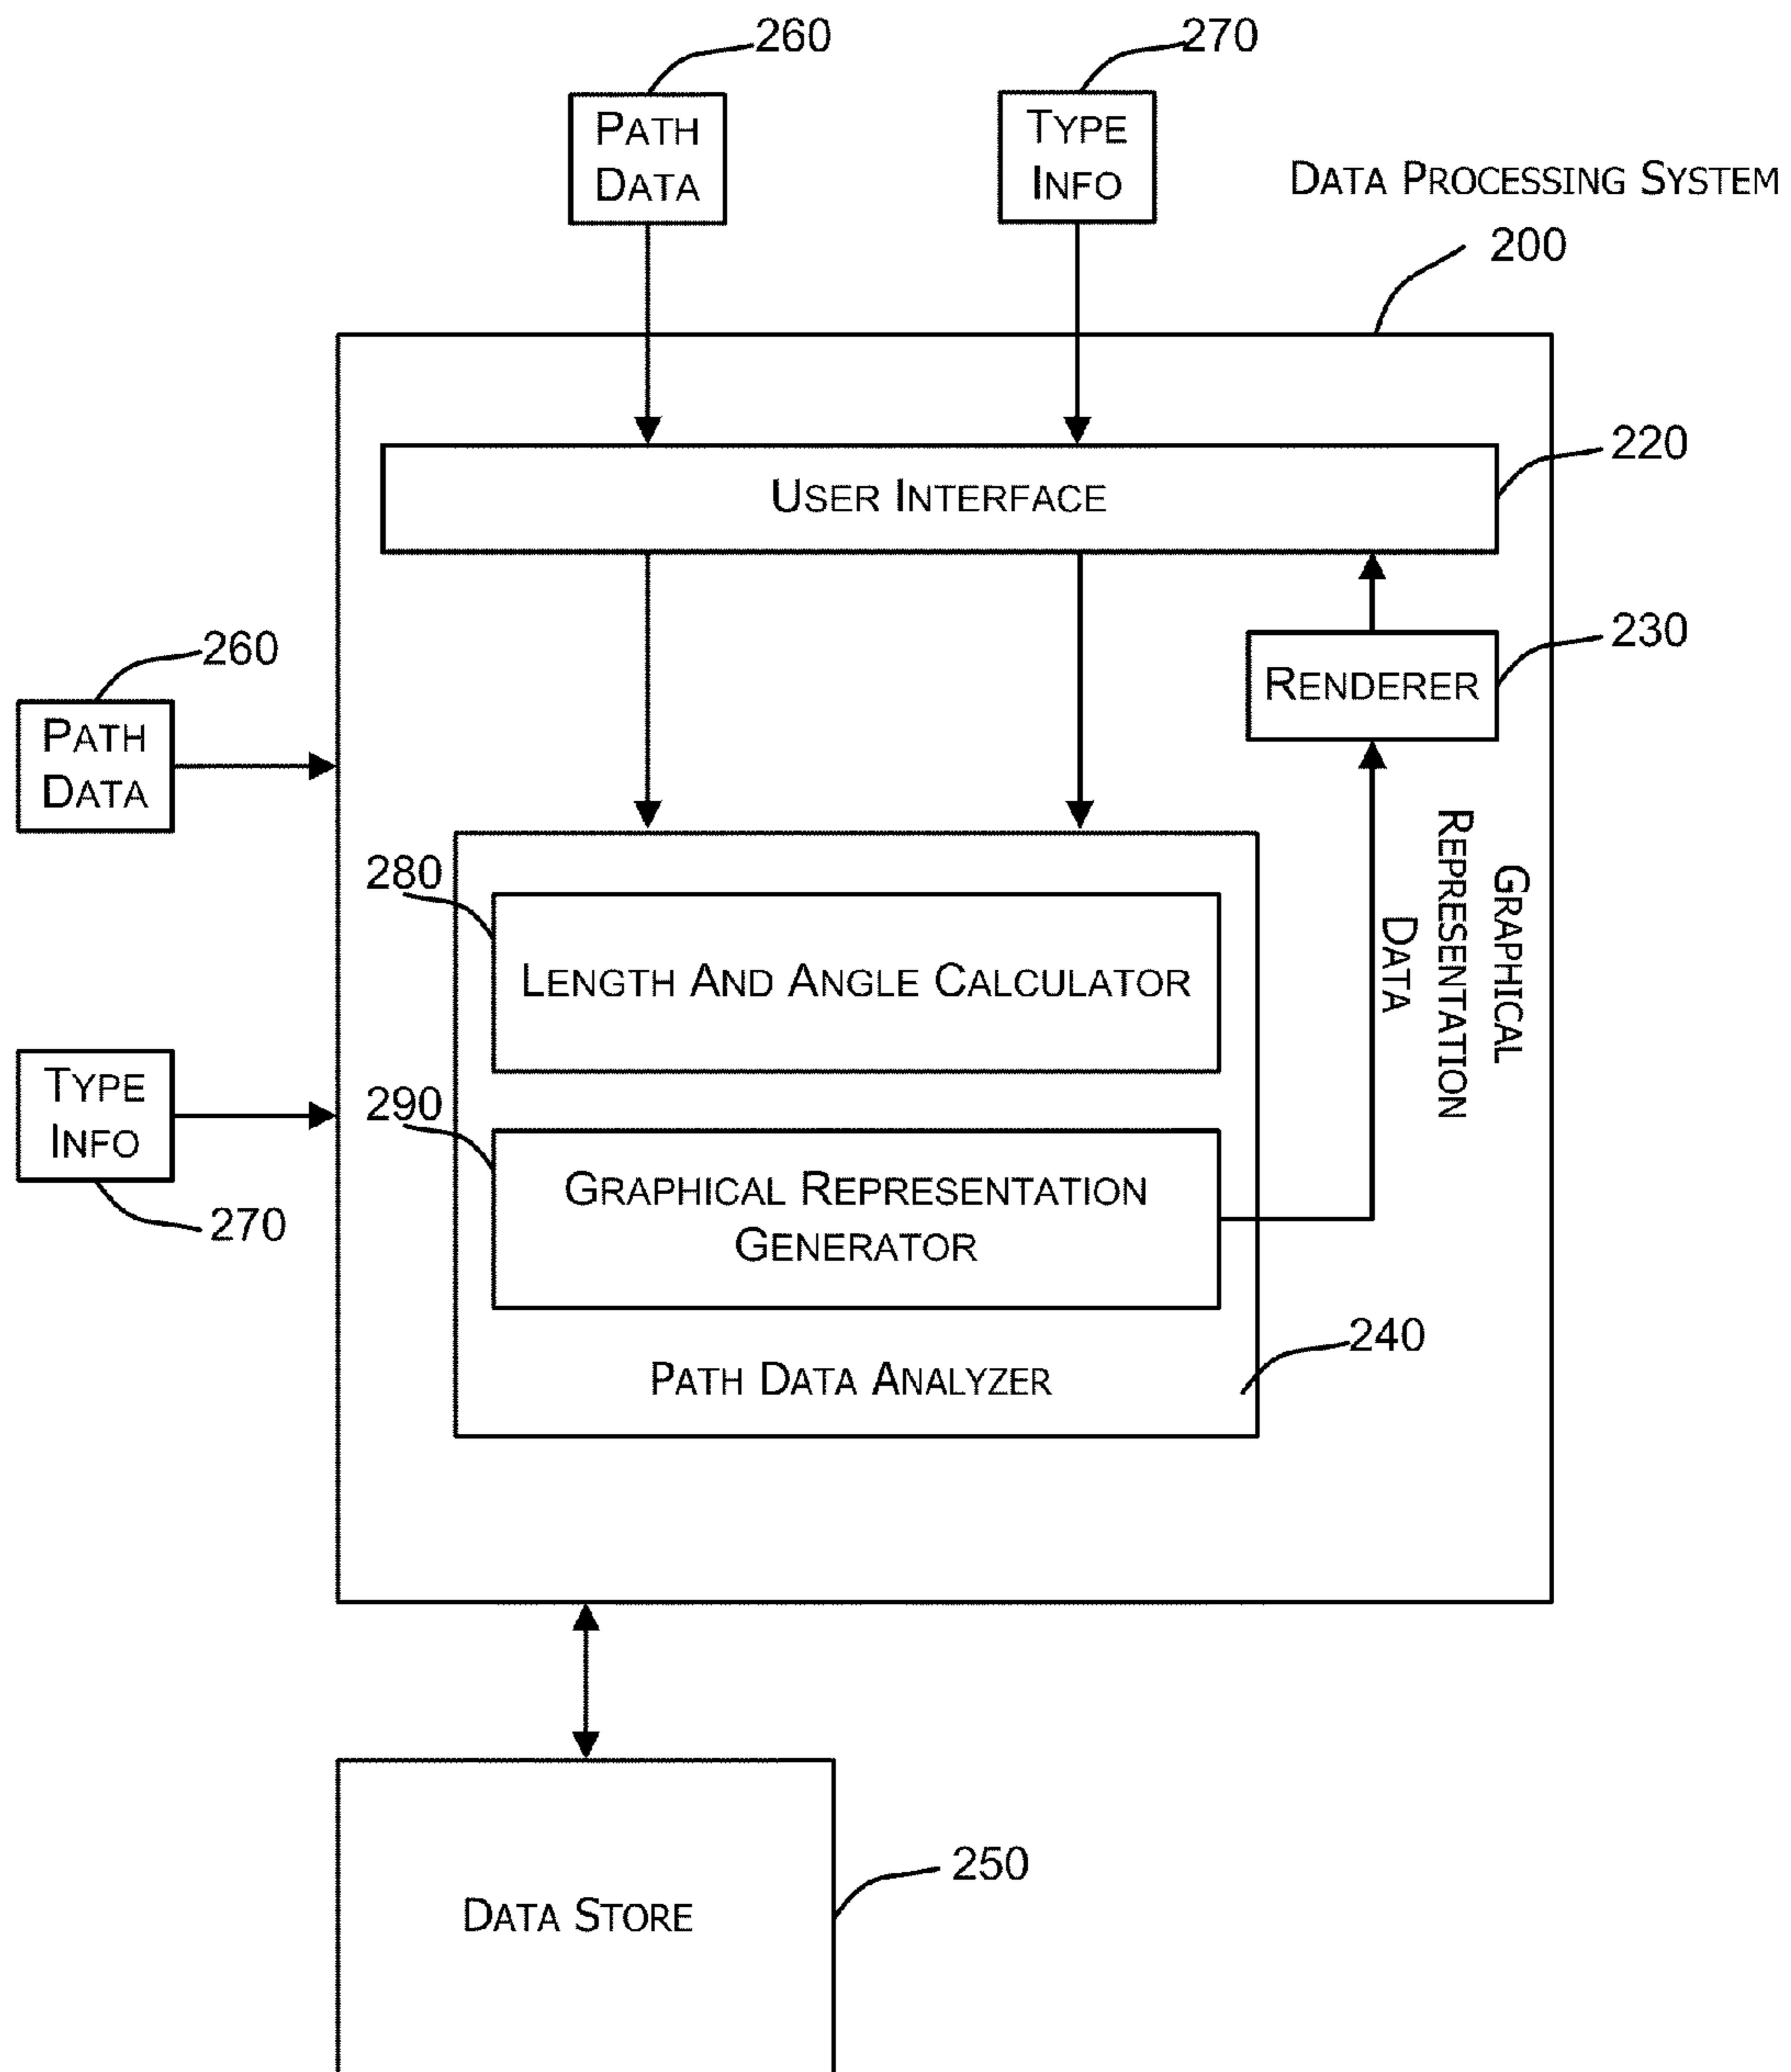 260
270
PATH
DATA
TYPE
INFO
DATA PROCESSING SYSTEM
200
220
USER INTERFACE
260
230
RENDERER
PATH
DATA
GRAPHICAL
REPRESENTATION
DATA
280
LENGTH AND ANGLE CALCULATOR
TYPE
INFO
270
290
GRAPHICAL REPRESENTATION
GENERATOR
240
PATH DATA ANALYZER
250
DATA STORE